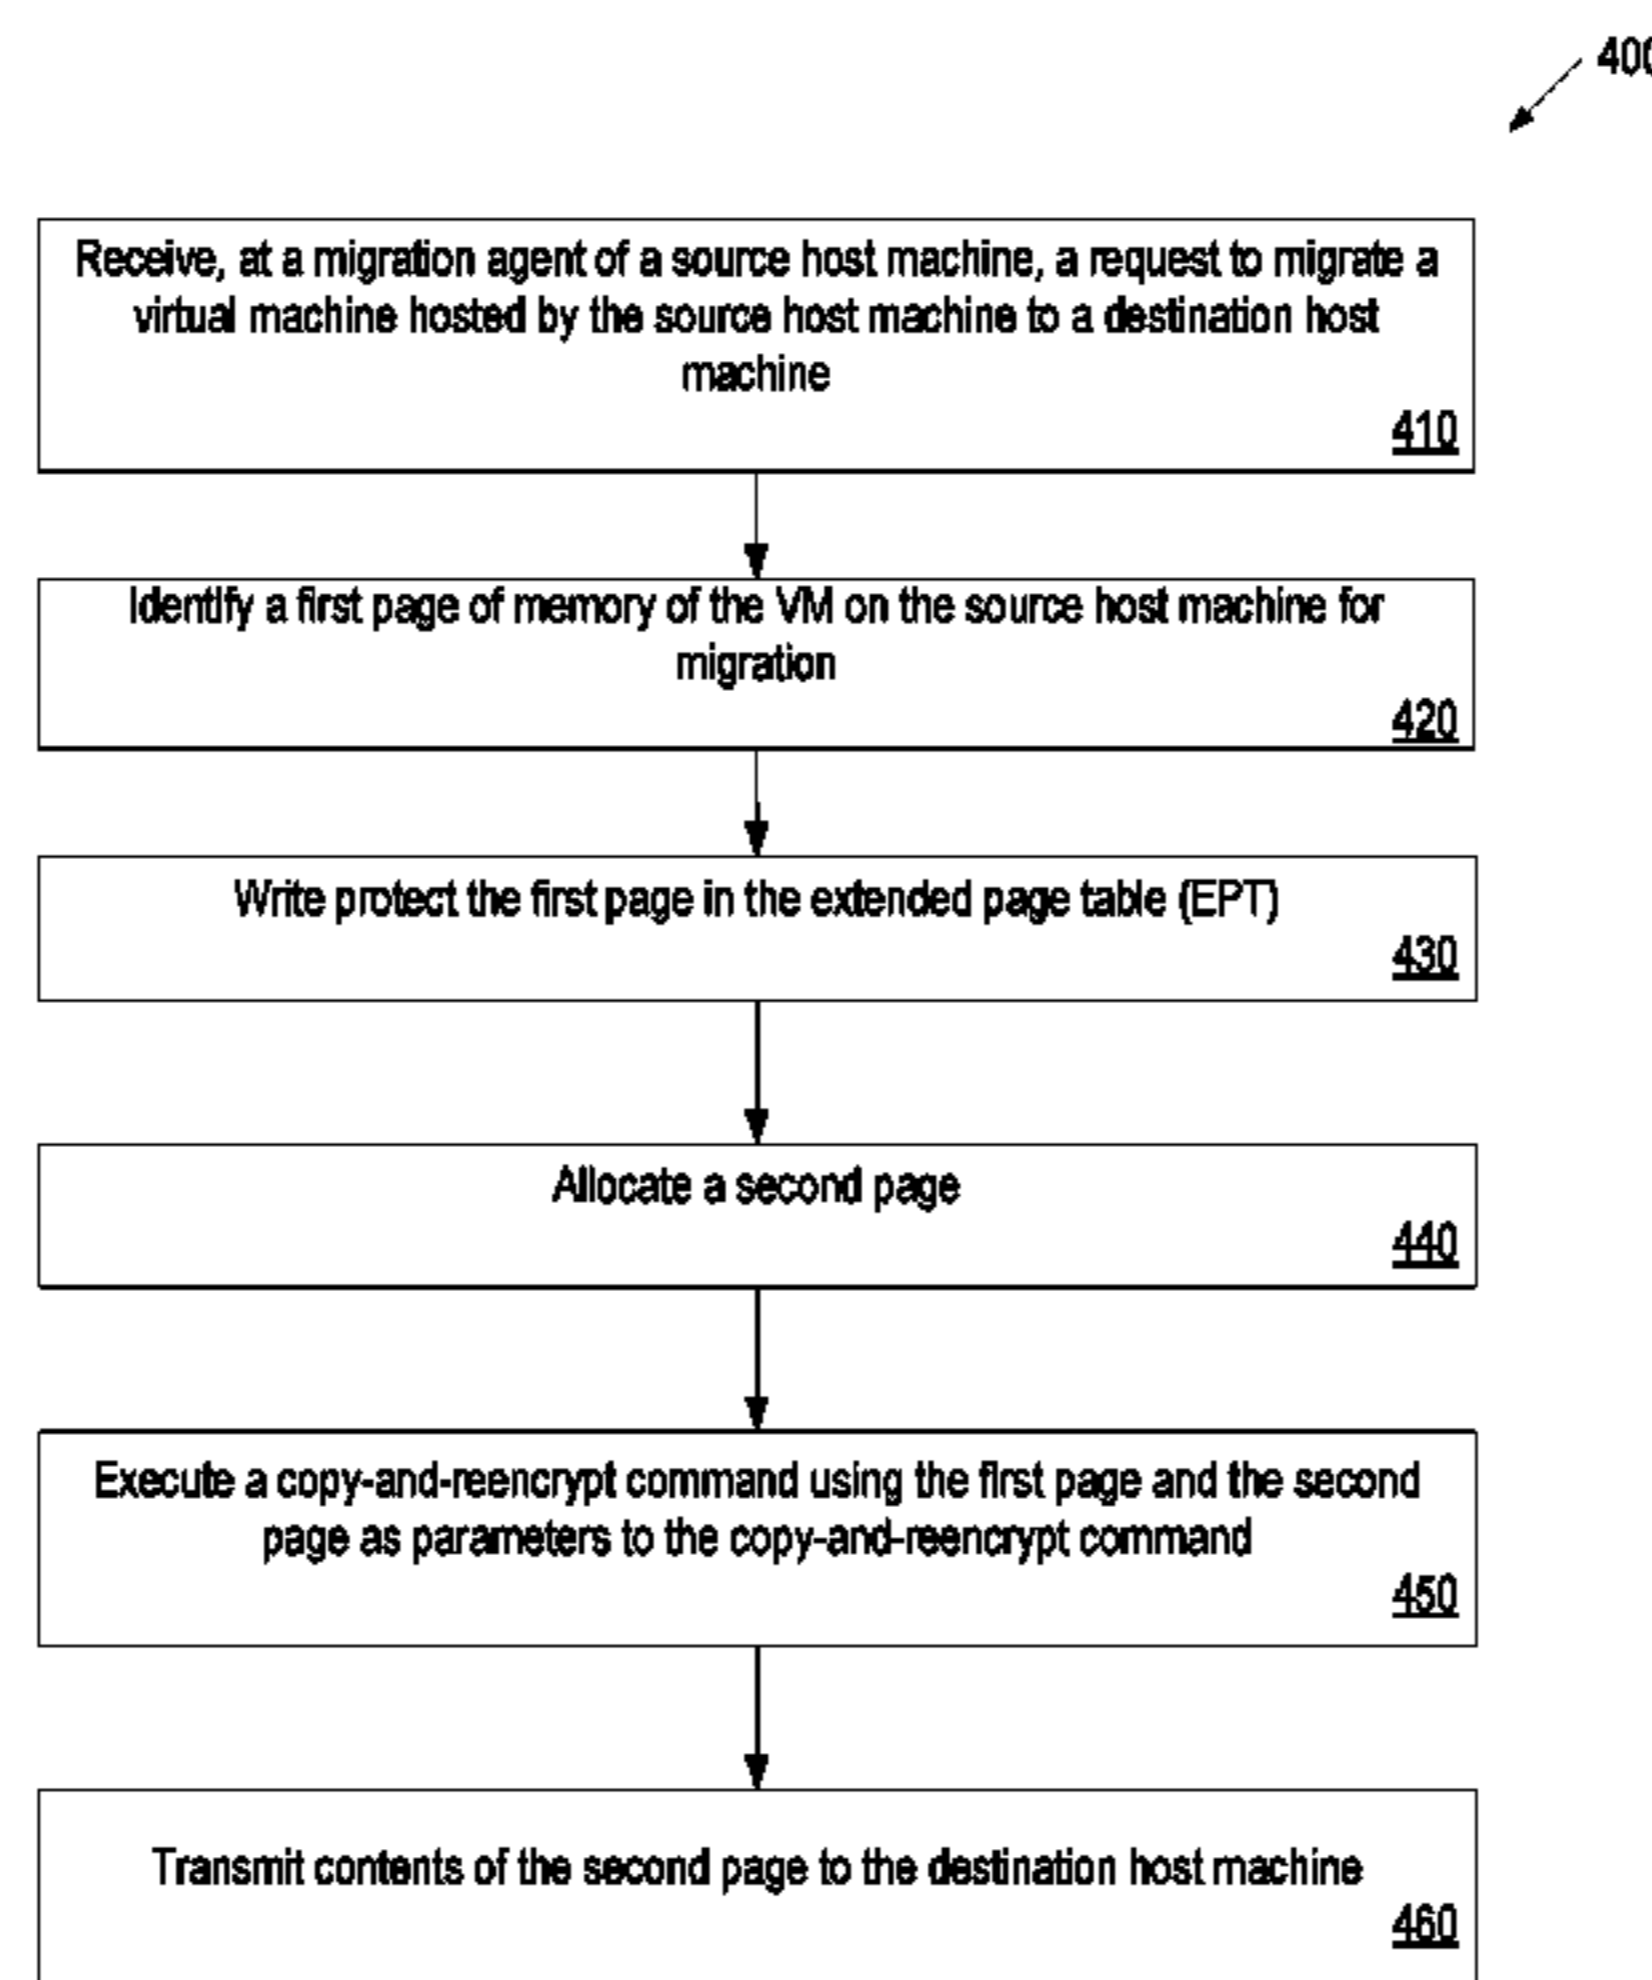 400
Receive, at a migration agent of a source host machine, a request to migrate a
virtual machine hosted by the source host machine to a destination host
machine
410
Identify a first page of memory of the VM on the source host machine for
migration
420
Write protect the first page in the extended page table (EPT)
430
Allocate a second page
440
Execute a copy-and-reencrypt command using the first page and the second
page as parameters to the copy-and-reencrypt command
450
Transmit contents of the second page to the destination host machine
460